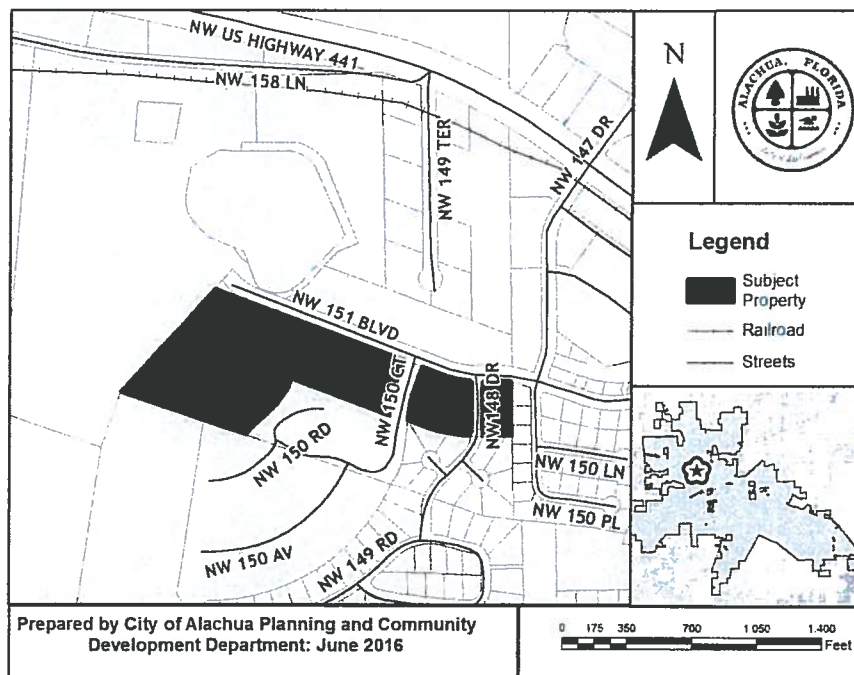 NW US HIGHWAY 441
NW 158 LN
NW 149 TER
NW 147 DR
NW 151 BLVD
NW 150 CT
NW 148 DR
NW 150 RD
NW 150 LN
NW 150 PL
NW 150 AV
NW 149 RD
N
ALACHUA, FLORIDA
Legend
Subject
Property
Railroad
Streets
Prepared by City of Alachua Planning and Community
Development Department: June 2016
0 175 350 700 1 050 1.400
Feet